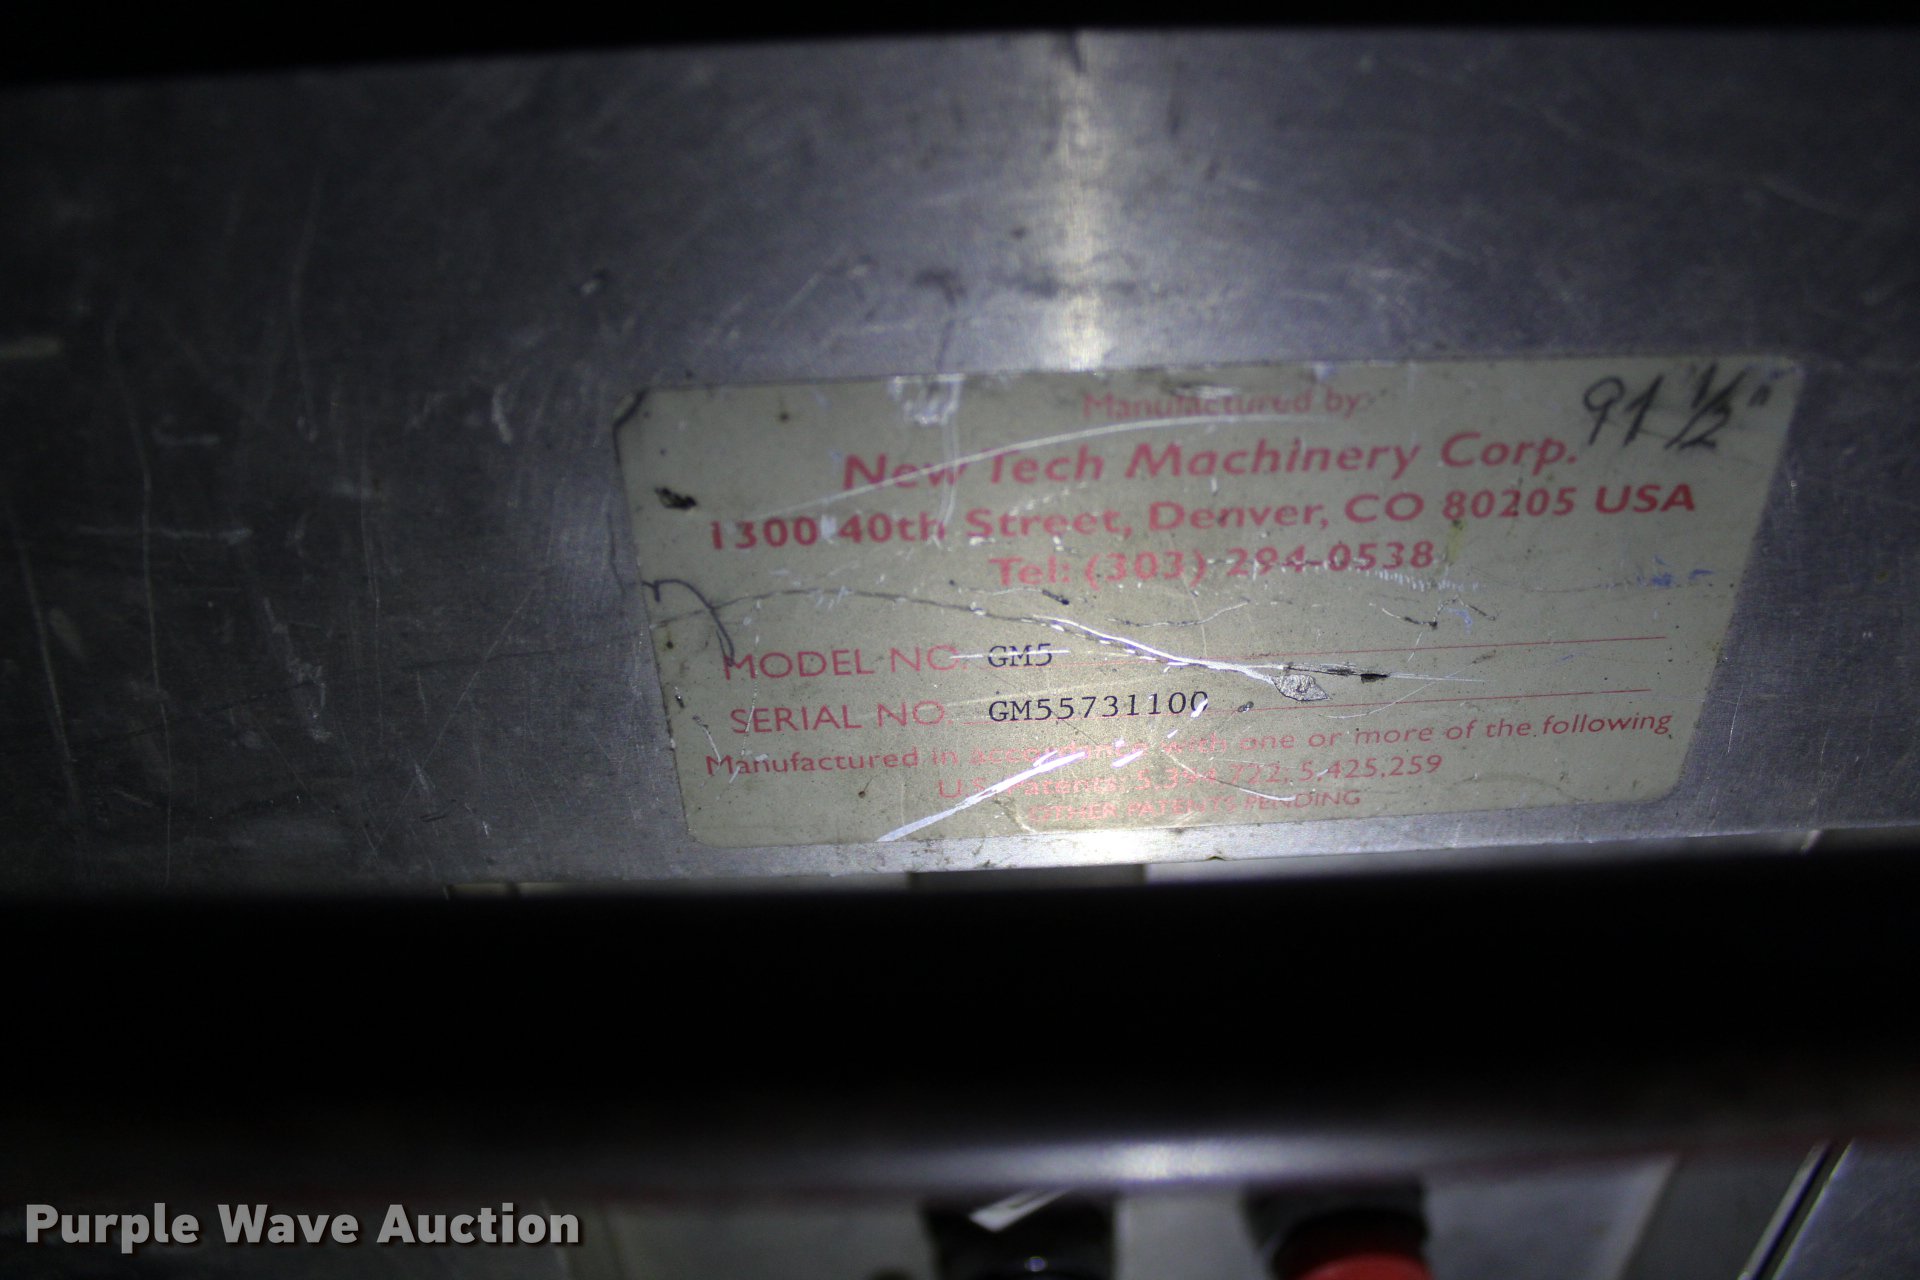 Manufactured by:
91 1/2"
New Tech Machinery Corp.
1300 40th Street, Denver, CO 80205 USA
Tel: (303) 294-0538
MODEL NO. GM5
SERIAL NO GM55731100
Manufactured in accordance with one or more of the following
U.S. Patents: 5,394,722, 5,425,259
OTHER PATENTS PENDING
Purple Wave Auction